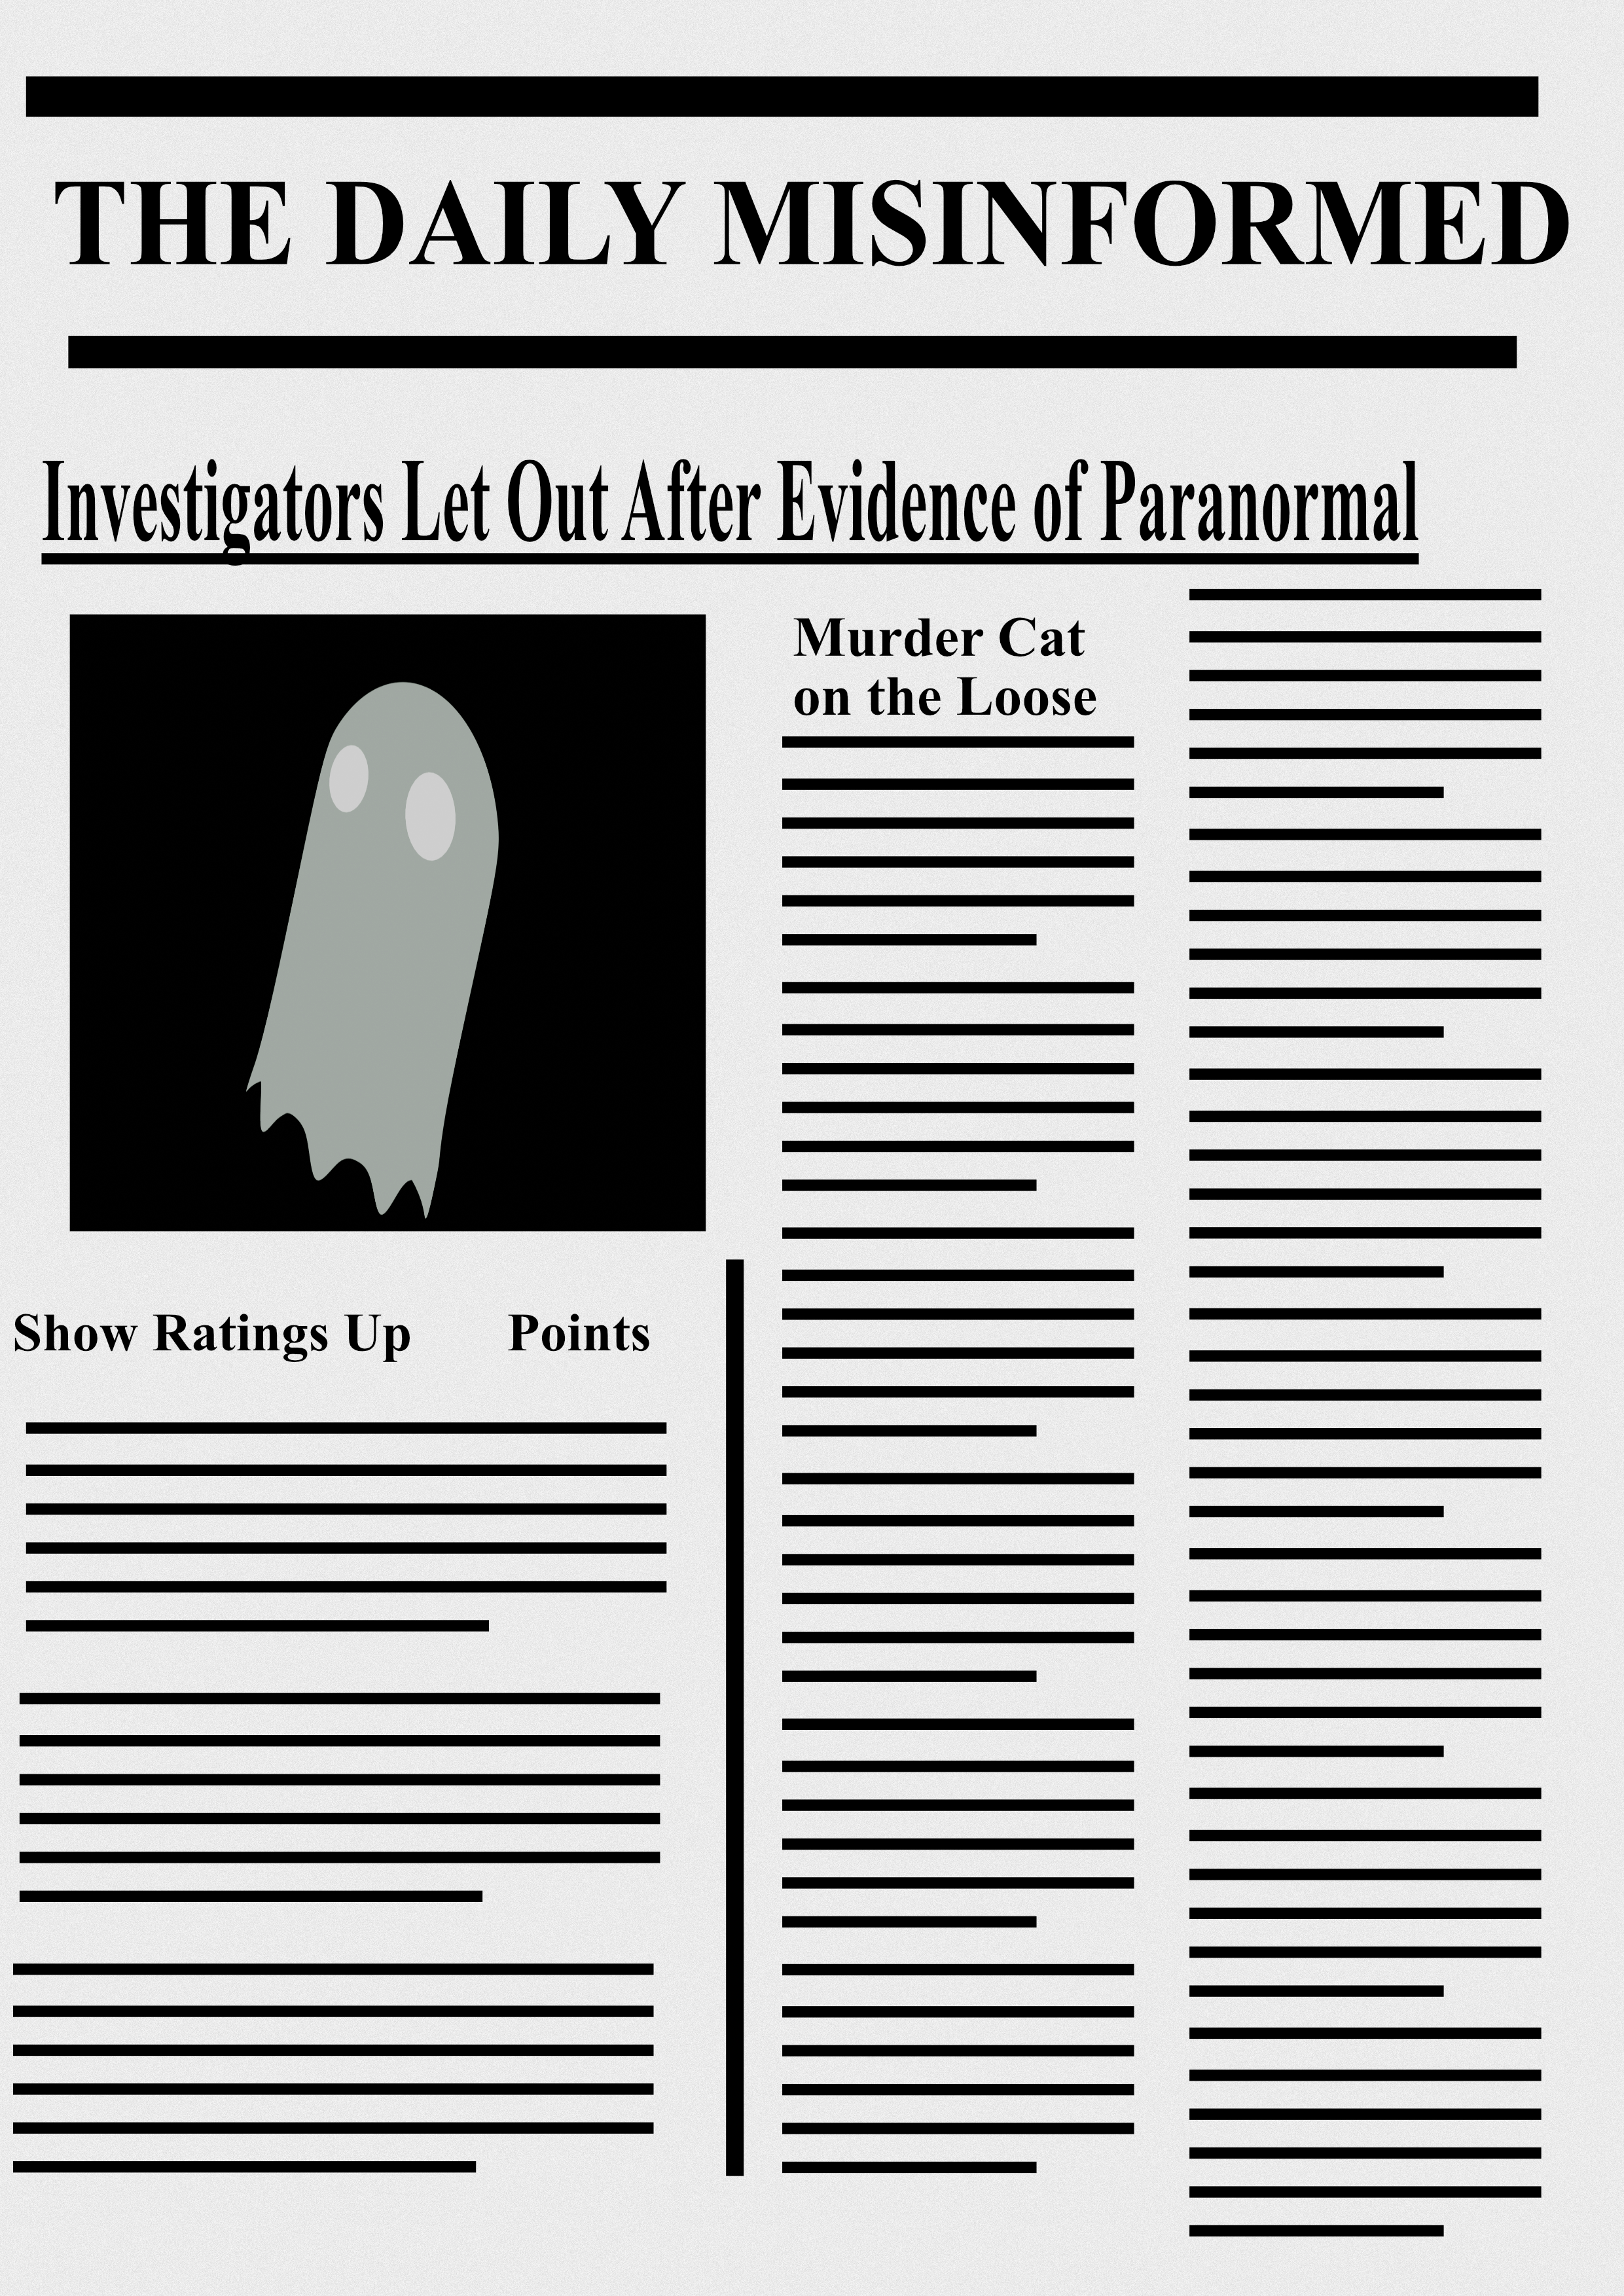 THE DAILY MISINFORMED
Investigators Let Out After Evidence of Paranormal
Murder Cat
on the Loose
Show Ratings Up Points